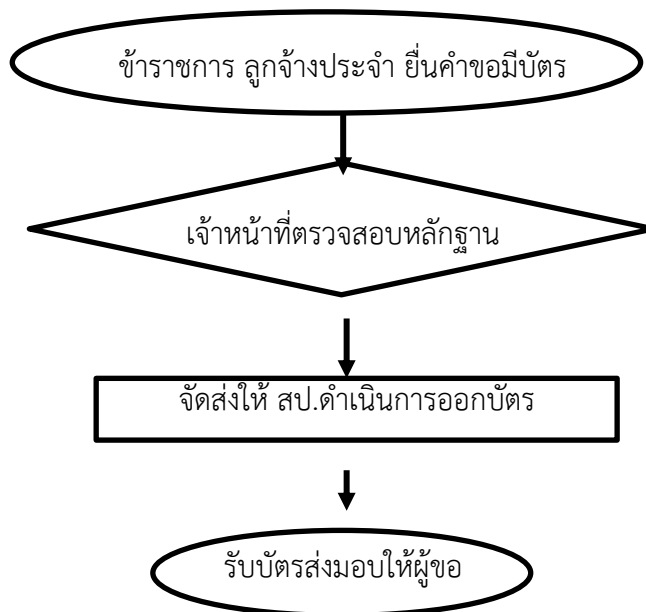 ข้าราชการ ลูกจ้างประจำ ยื่นคำขอมีบัตร
เจ้าหน้าที่ตรวจสอบหลักฐาน
จัดส่งให้ สป.ดำเนินการออกบัตร
รับบัตรส่งมอบให้ผู้ขอ